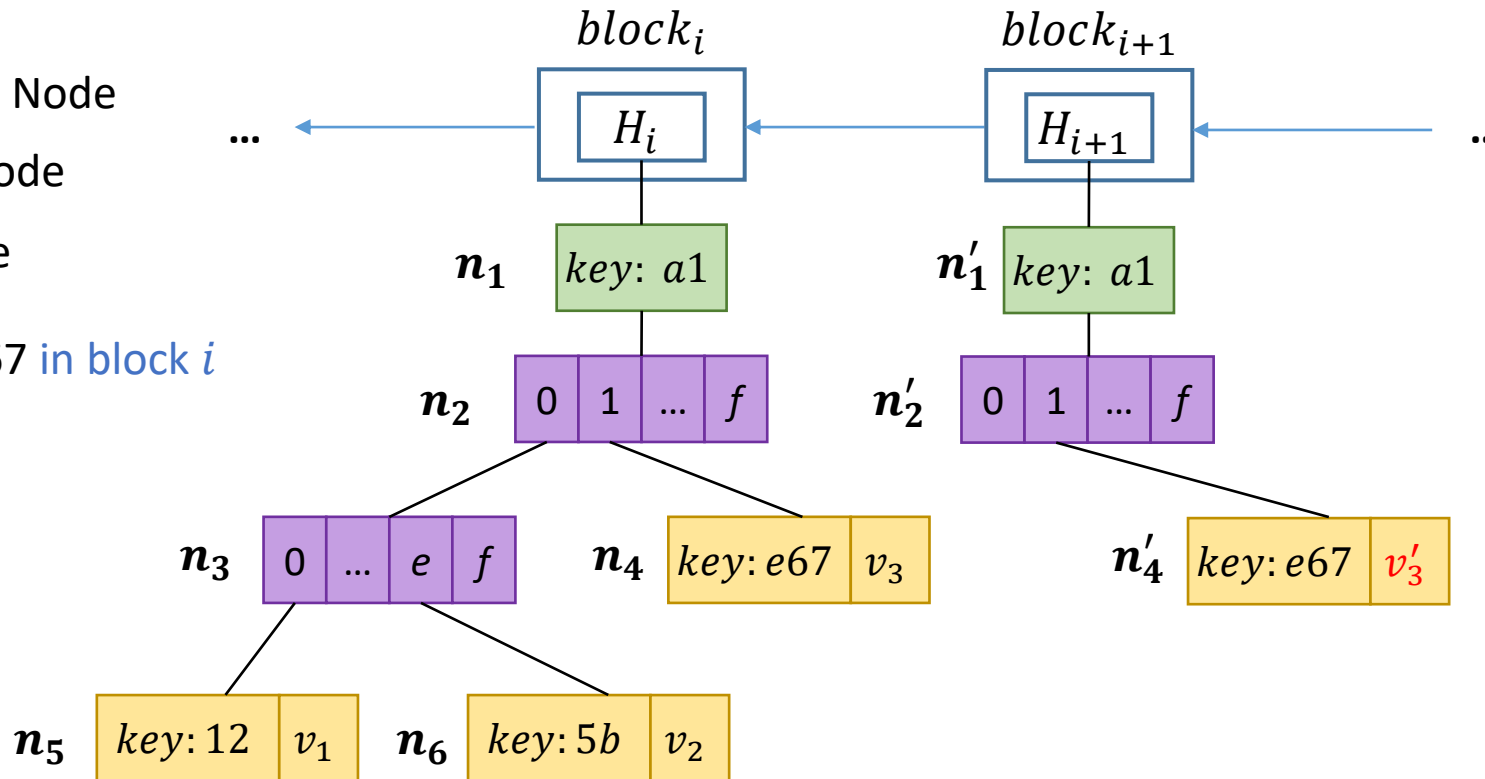 block_i block_{i+1}
Node
... H_i H_{i+1} ..
ode
e
n_1 key: a1 n'_1 key: a1
67 in block i
n_2 0 1 ... f n'_2 0 1 ... f
n_3 0 ... e f n_4 key: e67 v_3 n'_4 key: e67 v'_3
n_5 key: 12 v_1 n_6 key: 5b v_2